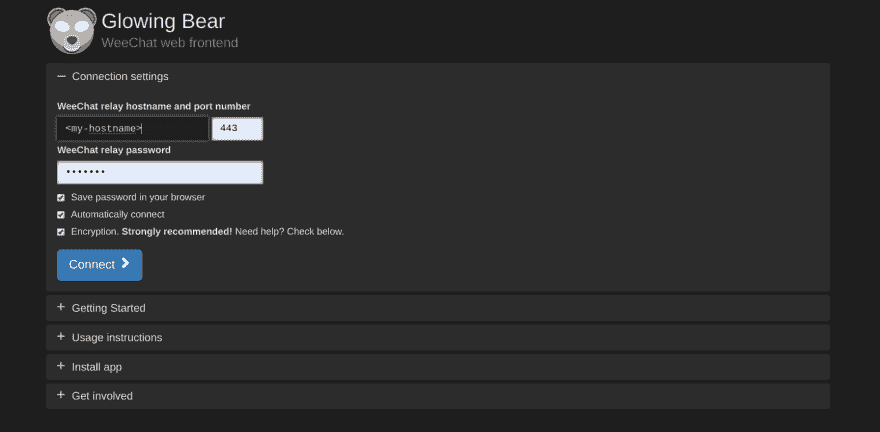 Glowing Bear
WeeChat web frontend
Connection settings
WeeChat relay hostname and port number
<my-hostname> 443
WeeChat relay password
•••••••
Save password in your browser
Automatically connect
Encryption. Strongly recommended! Need help? Check below.
Connect
Getting Started
Usage instructions
Install app
Get involved